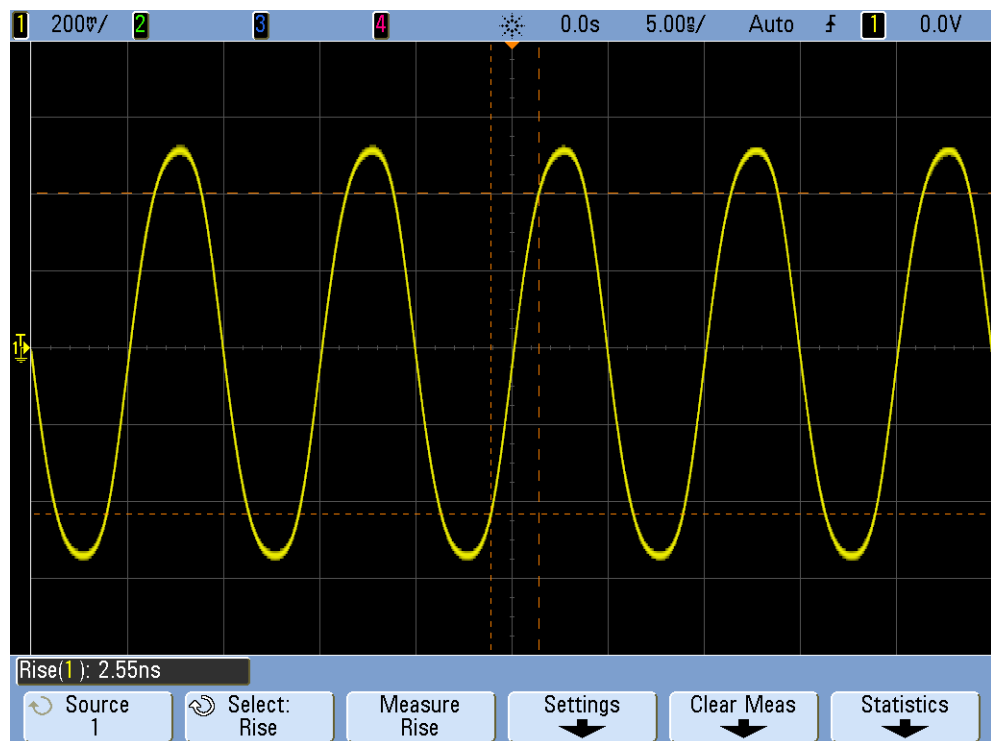 1 200mV/ 2 3 4 0.0s 5.00ns/ Auto 1 0.0V
T
1
Rise(1): 2.55ns
Source
1
Select:
Rise
Measure
Rise
Settings
Clear Meas
Statistics